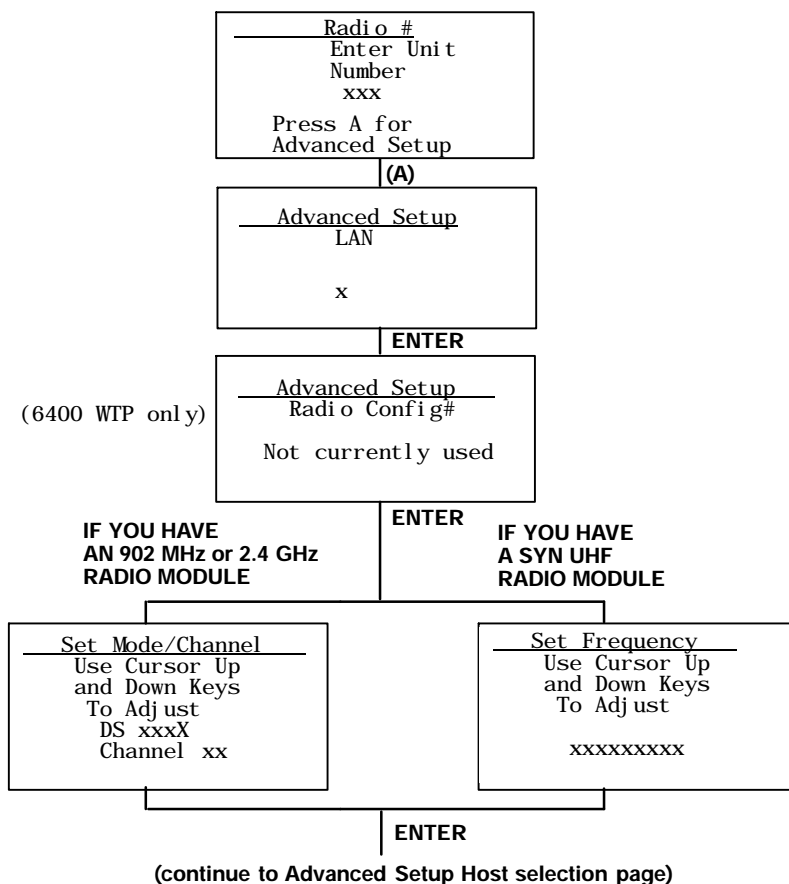 Radio #
Enter Unit
Number
xxx
Press A for
Advanced Setup
(A)
Advanced Setup
LAN
x
ENTER
(6400 WTP only)
Advanced Setup
Radio Config#
Not currently used
ENTER
IF YOU HAVE
AN 902 MHz or 2.4 GHz
RADIO MODULE
IF YOU HAVE
A SYN UHF
RADIO MODULE
Set Mode/Channel
Use Cursor Up
and Down Keys
To Adjust
DS xxxX
Channel xx
Set Frequency
Use Cursor Up
and Down Keys
To Adjust
xxxxxxxxx
ENTER
(continue to Advanced Setup Host selection page)